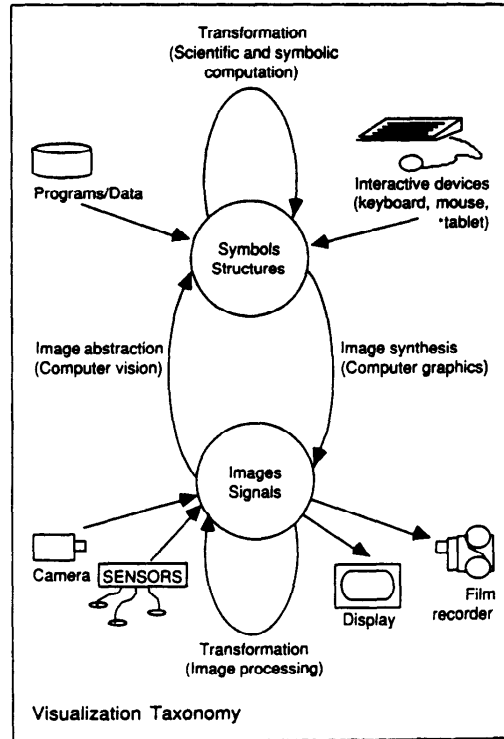 Transformation
(Scientific and symbolic
computation)
Programs/Data
Interactive devices
(keyboard, mouse,
tablet)
Symbols
Structures
Image abstraction
(Computer vision)
Image synthesis
(Computer graphics)
Images
Signals
Camera
SENSORS
Display
Film
recorder
Transformation
(Image processing)
Visualization Taxonomy